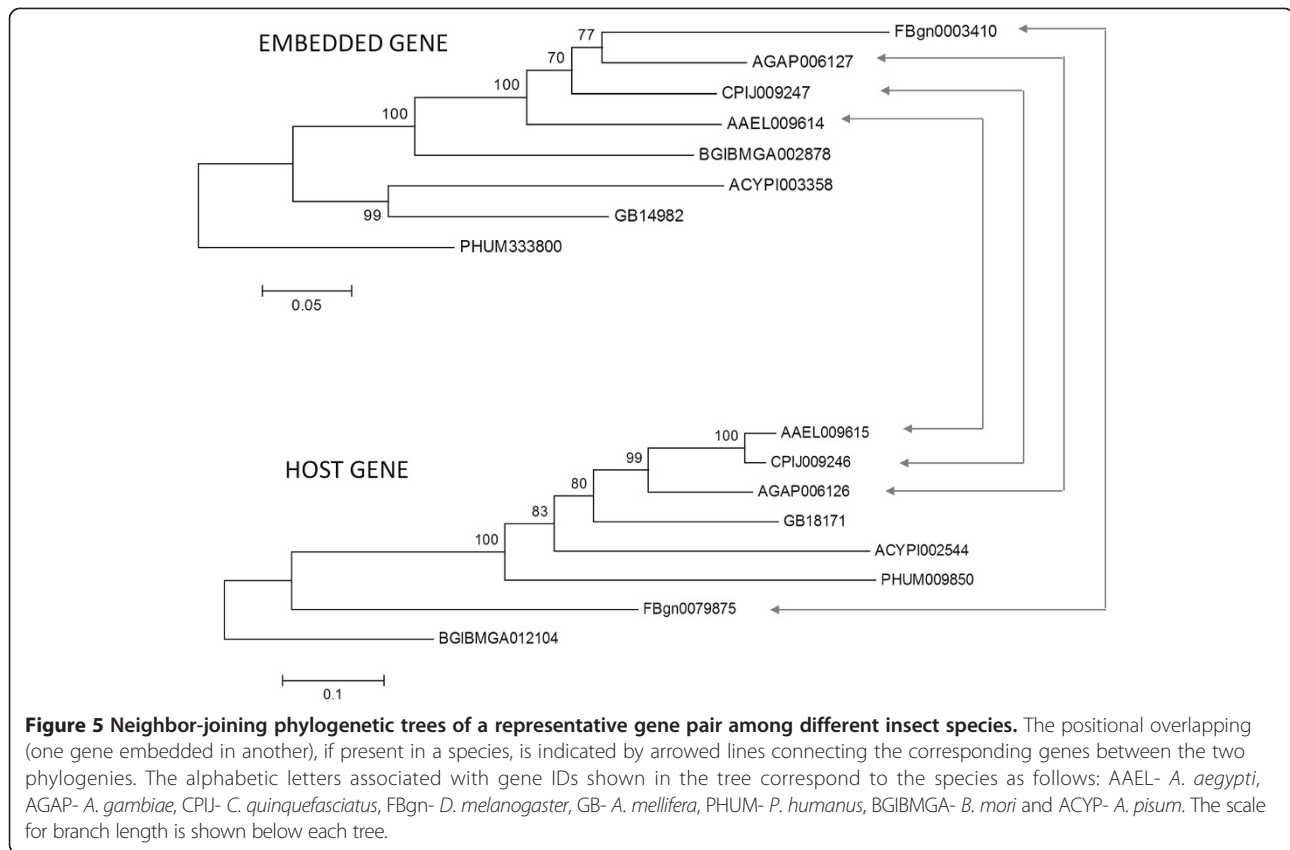 EMBEDDED GENE
77
FBgn0003410
70
AGAP006127
100
CPIJ009247
100
AAEL009614
BGIBMGA002878
ACYPI003358
99
GB14982
PHUM333800
0.05
HOST GENE
100
AAEL009615
99
CPIJ009246
80
AGAP006126
83
GB18171
100
ACYPI002544
PHUM009850
FBgn0079875
BGIBMGA012104
0.1
Figure 5 Neighbor-joining phylogenetic trees of a representative gene pair among different insect species. The positional overlapping
(one gene embedded in another), if present in a species, is indicated by arrowed lines connecting the corresponding genes between the two
phylogenies. The alphabetic letters associated with gene IDs shown in the tree correspond to the species as follows: AAEL- A. aegypti,
AGAP- A. gambiae, CPIJ- C. quinquefasciatus, FBgn- D. melanogaster, GB- A. mellifera, PHUM- P. humanus, BGIBMGA- B. mori and ACYP- A. pisum. The scale
for branch length is shown below each tree.